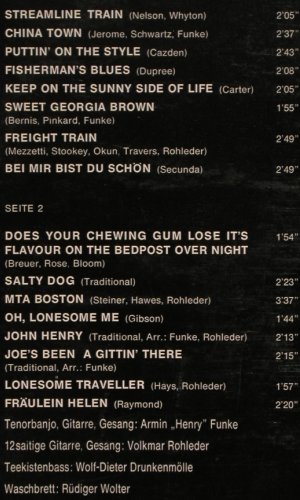 STREAMLINE TRAIN (Nelson, Whyton) 2'05"
CHINA TOWN (Jerome, Schwartz, Funke) 2'37"
PUTTIN' ON THE STYLE (Cazden) 2'43"
FISHERMAN'S BLUES (Dupree) 2'08"
KEEP ON THE SUNNY SIDE OF LIFE (Carter) 2'05"
SWEET GEORGIA BROWN 1'55"
(Bernis, Pinkard, Funke)
FREIGHT TRAIN 2'49"
(Mezzetti, Stookey, Okun, Travers, Rohleder)
BEI MIR BIST DU SCHÖN (Secunda) 2'49"
SEITE 2
DOES YOUR CHEWING GUM LOSE IT'S
FLAVOUR ON THE BEDPOST OVER NIGHT 1'54"
(Breuer, Rose, Bloom)
SALTY DOG (Traditional) 2'23"
MTA BOSTON (Steiner, Hawes, Rohleder) 3'37"
OH, LONESOME ME (Gibson) 1'44"
JOHN HENRY (Traditional, Arr.: Funke, Rohleder) 2'13"
JOE'S BEEN A GITTIN' THERE 2'15"
(Traditional, Arr.: Funke)
LONESOME TRAVELLER (Hays, Rohleder) 1'57"
FRÄULEIN HELEN (Raymond) 2'20"
Tenorbanjo, Gitarre, Gesang: Armin „Henry" Funke
12saitige Gitarre, Gesang: Volkmar Rohleder
Teekistenbass: Wolf-Dieter Drunkenmölle
Waschbrett: Rüdiger Wolter